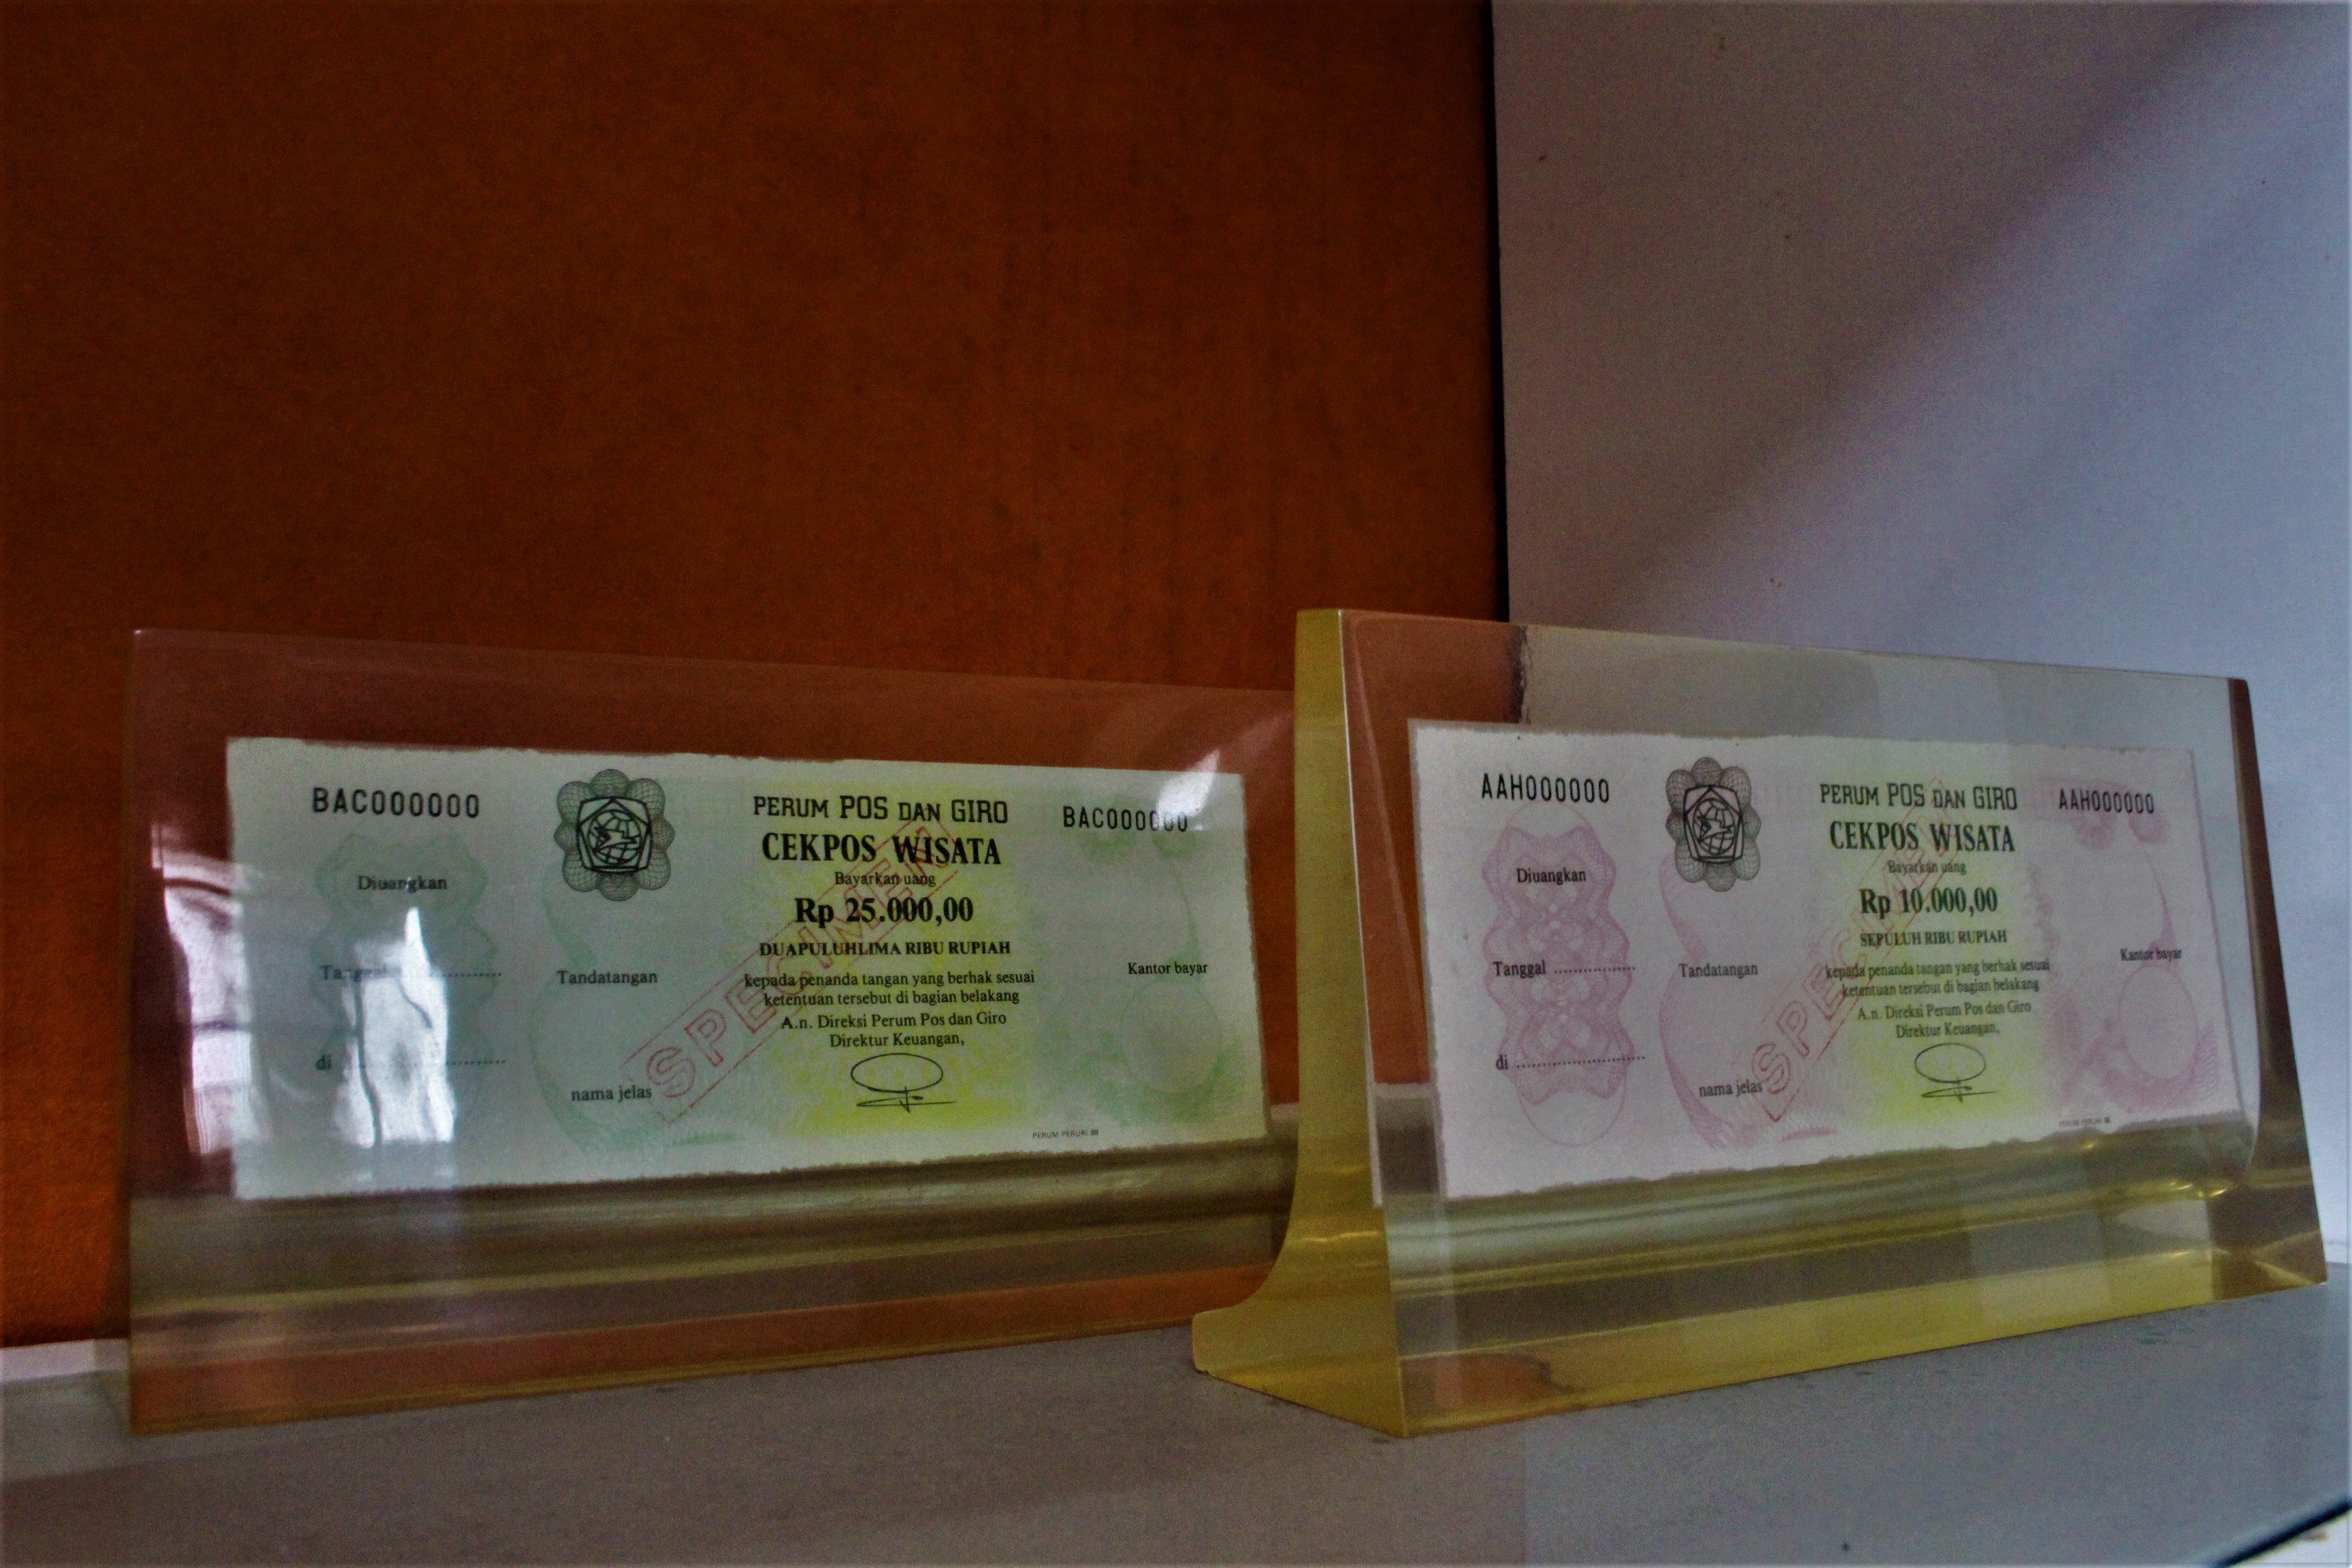 BAC000000
PERUM POS DAN GIRO
BAC000000
CEKPOS WISATA
Diuangkan
Bayarkan uang
Rp 25.000,00
DUAPULUHLIMA RIBU RUPIAH
Tanggal ....................
Tandatangan
kepada penanda tangan yang berhak sesuai
ketentuan tersebut di bagian belakang
Kantor bayar
A.n. Direksi Perum Pos dan Giro
Direktur Keuangan,
di ....................
nama jelas
SPECIMEN
PERUM PERURI 89
AAH000000
PERUM POS DAN GIRO
AAH000000
CEKPOS WISATA
Diuangkan
Bayarkan uang
Rp 10.000,00
SEPULUH RIBU RUPIAH
Tanggal ....................
Tandatangan
kepada penanda tangan yang berhak sesuai
ketentuan tersebut di bagian belakang
Kantor bayar
A.n. Direksi Perum Pos dan Giro
Direktur Keuangan,
di ....................
nama jelas
SPECIMEN